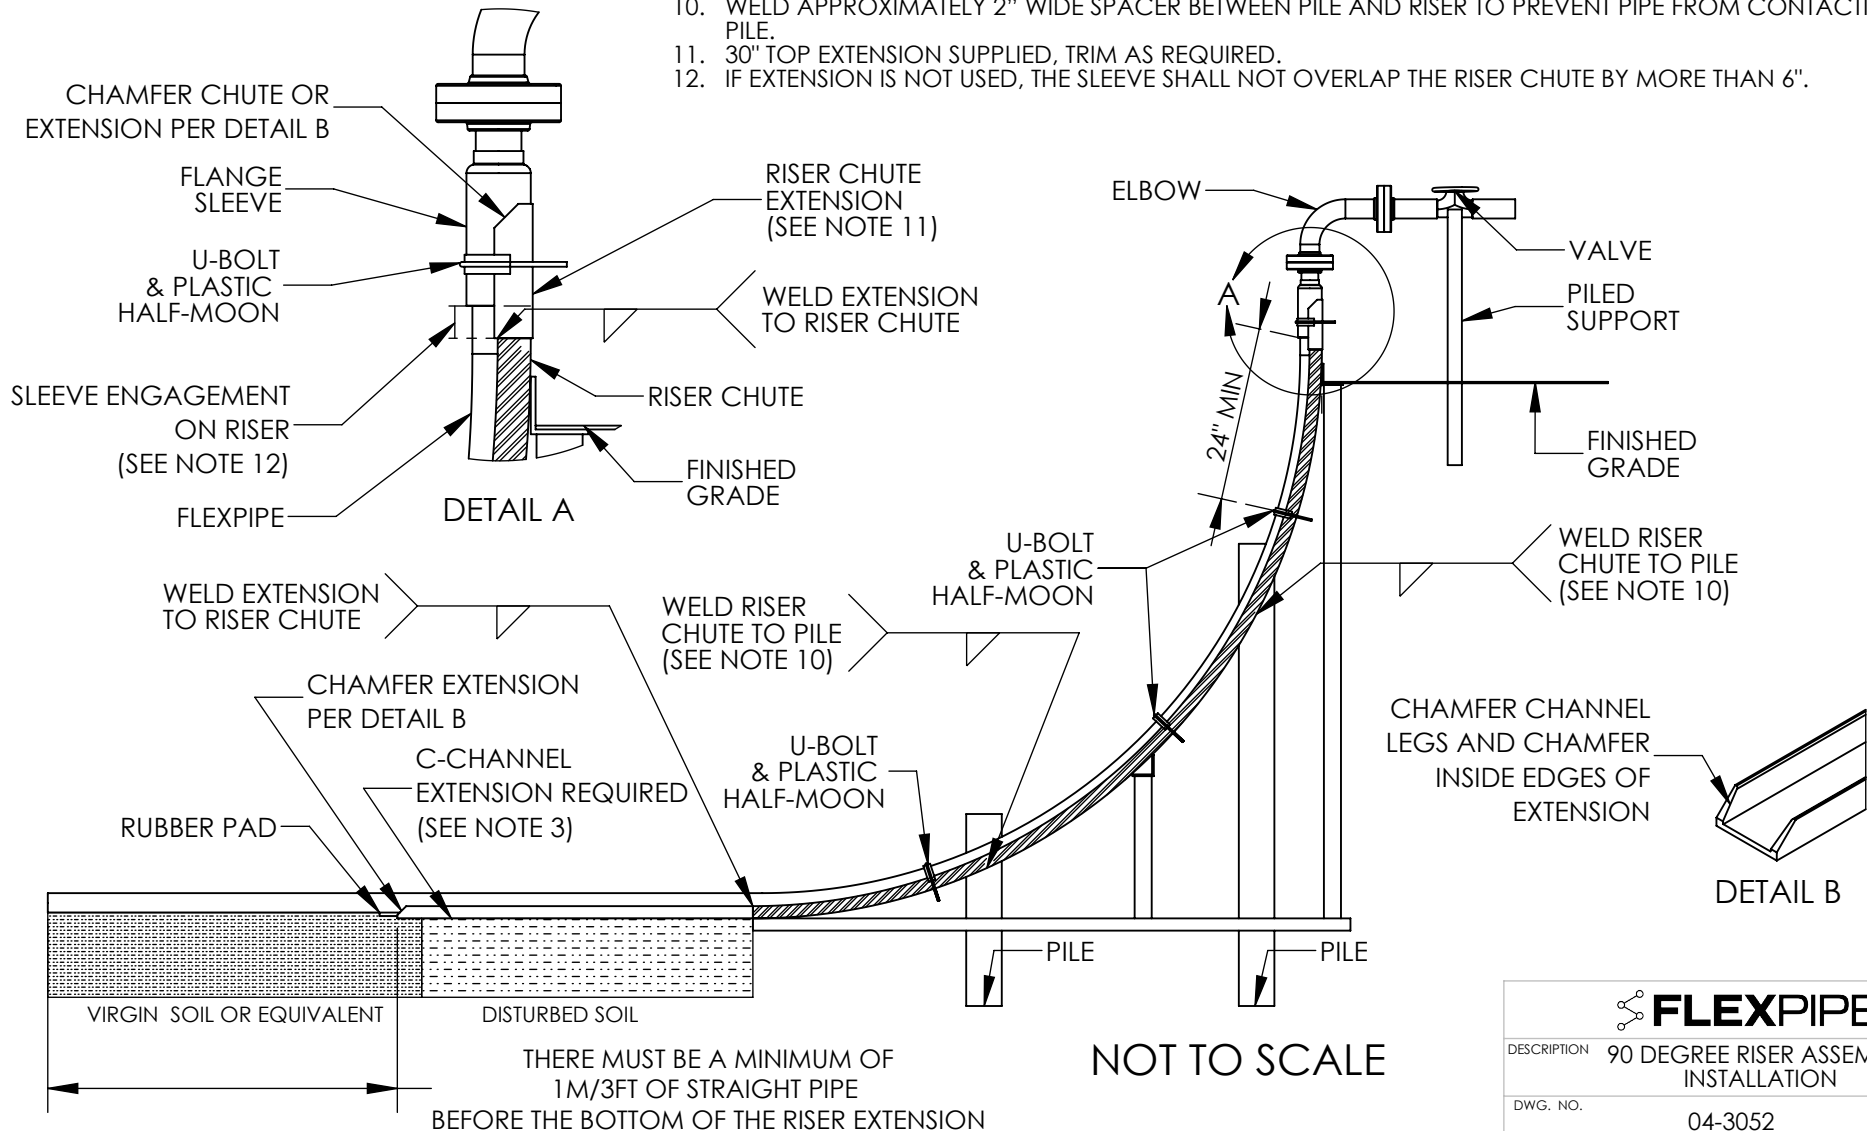 10. WELD APPROXIMATELY 2" WIDE SPACER BETWEEN PILE AND RISER TO PREVENT PIPE FROM
PILE.
11. 30" TOP EXTENSION SUPPLIED, TRIM AS REQUIRED.
12. IF EXTENSION IS NOT USED, THE SLEEVE SHALL NOT OVERLAP THE RISER CHUTE BY MORE THAN 6".
CHAMFER CHUTE OR
EXTENSION PER DETAIL B
FLANGE
SLEEVE
U-BOLT
& PLASTIC
HALF-MOON
SLEEVE ENGAGEMENT
ON RISER
(SEE NOTE 12)
FLEXPIPE
RISER CHUTE
EXTENSION
(SEE NOTE 11)
WELD EXTENSION
TO RISER CHUTE
RISER CHUTE
FINISHED
GRADE
DETAIL A
ELBOW
VALVE
PILED
SUPPORT
A
24" MIN
FINISHED
GRADE
U-BOLT
& PLASTIC
HALF-MOON
WELD RISER
CHUTE TO PILE
(SEE NOTE 10)
WELD EXTENSION
TO RISER CHUTE
WELD RISER
CHUTE TO PILE
(SEE NOTE 10)
CHAMFER EXTENSION
PER DETAIL B
C-CHANNEL
EXTENSION REQUIRED
(SEE NOTE 3)
U-BOLT
& PLASTIC
HALF-MOON
RUBBER PAD
CHAMFER CHANNEL
LEGS AND CHAMFER
INSIDE EDGES OF
EXTENSION
DETAIL B
PILE
PILE
VIRGIN SOIL OR EQUIVALENT
DISTURBED SOIL
THERE MUST BE A MINIMUM OF
1M/3FT OF STRAIGHT PIPE
BEFORE THE BOTTOM OF THE RISER EXTENSION
NOT TO SCALE
FLEXPIPE
DESCRIPTION 90 DEGREE RISER
INSTALLATION
DWG. NO.
04-3052